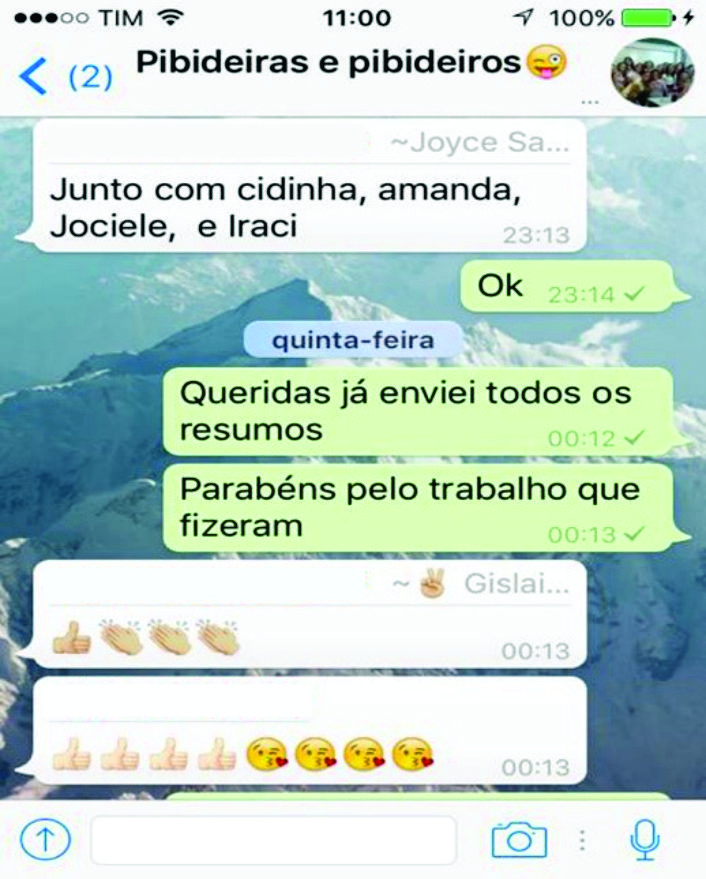 TIM 11:00 100%
(2) Pibideiras e pibideiros😜
...
~Joyce Sa...
Junto com cidinha, amanda,
Jociele, e Iraci
23:13
Ok 23:14
quinta-feira
Queridas já enviei todos os
resumos
00:12
Parabéns pelo trabalho que
fizeram
00:13
~✌🏼 Gislai...
👍🏼👏🏼👏🏼👏🏼
00:13
👍🏻👍🏻👍🏻👍🏻😘😘😘😘
00:13